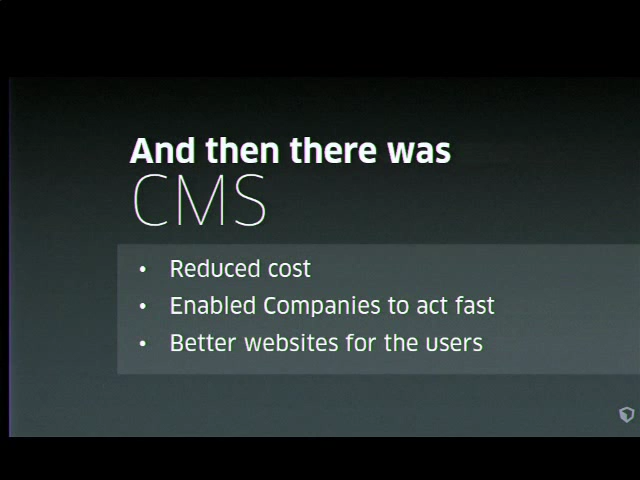 And then there was
CMS
• Reduced cost
• Enabled Companies to act fast
• Better websites for the users